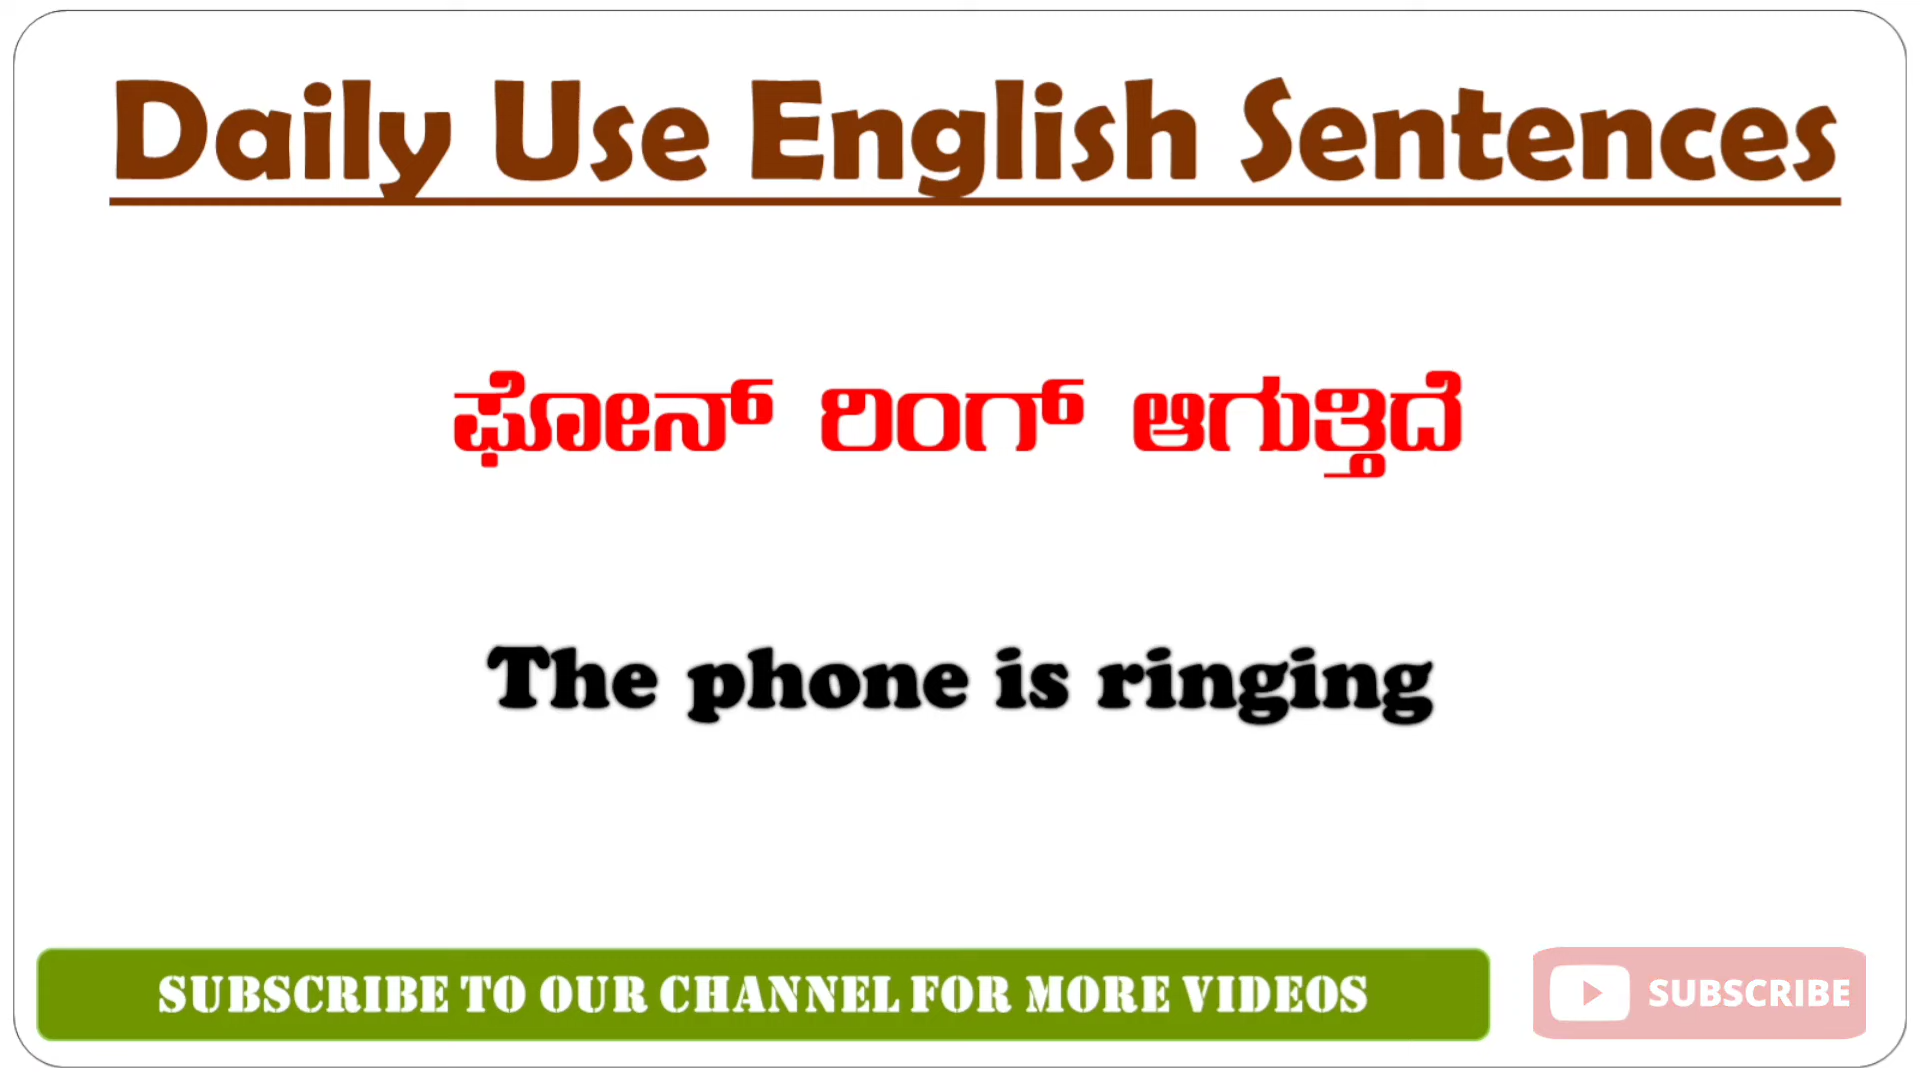 Daily Use English Sentences
ಫೋನ್ ರಿಂಗ್ ಆಗುತ್ತಿದೆ
The phone is ringing
SUBSCRIBE TO OUR CHANNEL FOR MORE VIDEOS
SUBSCRIBE